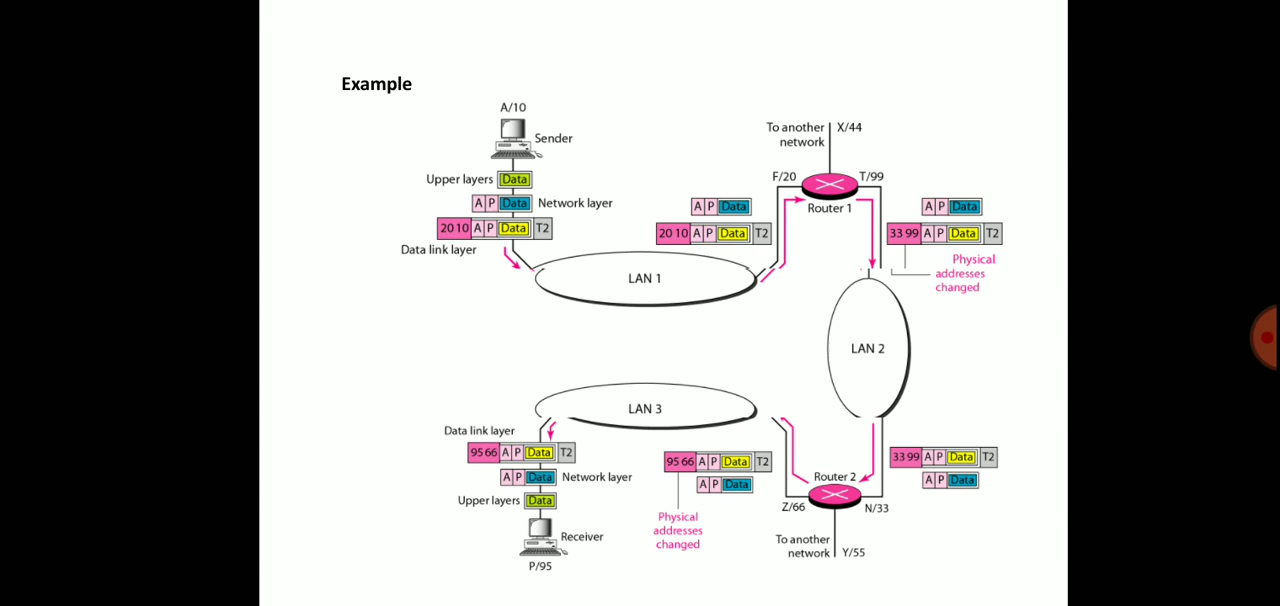 Example
A/10
Sender
To another
network
X/44
Upper layers
Data
F/20
T/99
A P Data
Network layer
A P Data
Router 1
A P Data
20 10 A P Data T2
20 10 A P Data T2
33 99 A P Data T2
Data link layer
Physical
addresses
changed
LAN 1
LAN 2
LAN 3
Data link layer
95 66 A P Data T2
95 66 A P Data T2
33 99 A P Data T2
A P Data
Network layer
A P Data
Router 2
A P Data
Upper layers
Data
Z/66
N/33
Physical
addresses
changed
Receiver
To another
network
Y/55
P/95